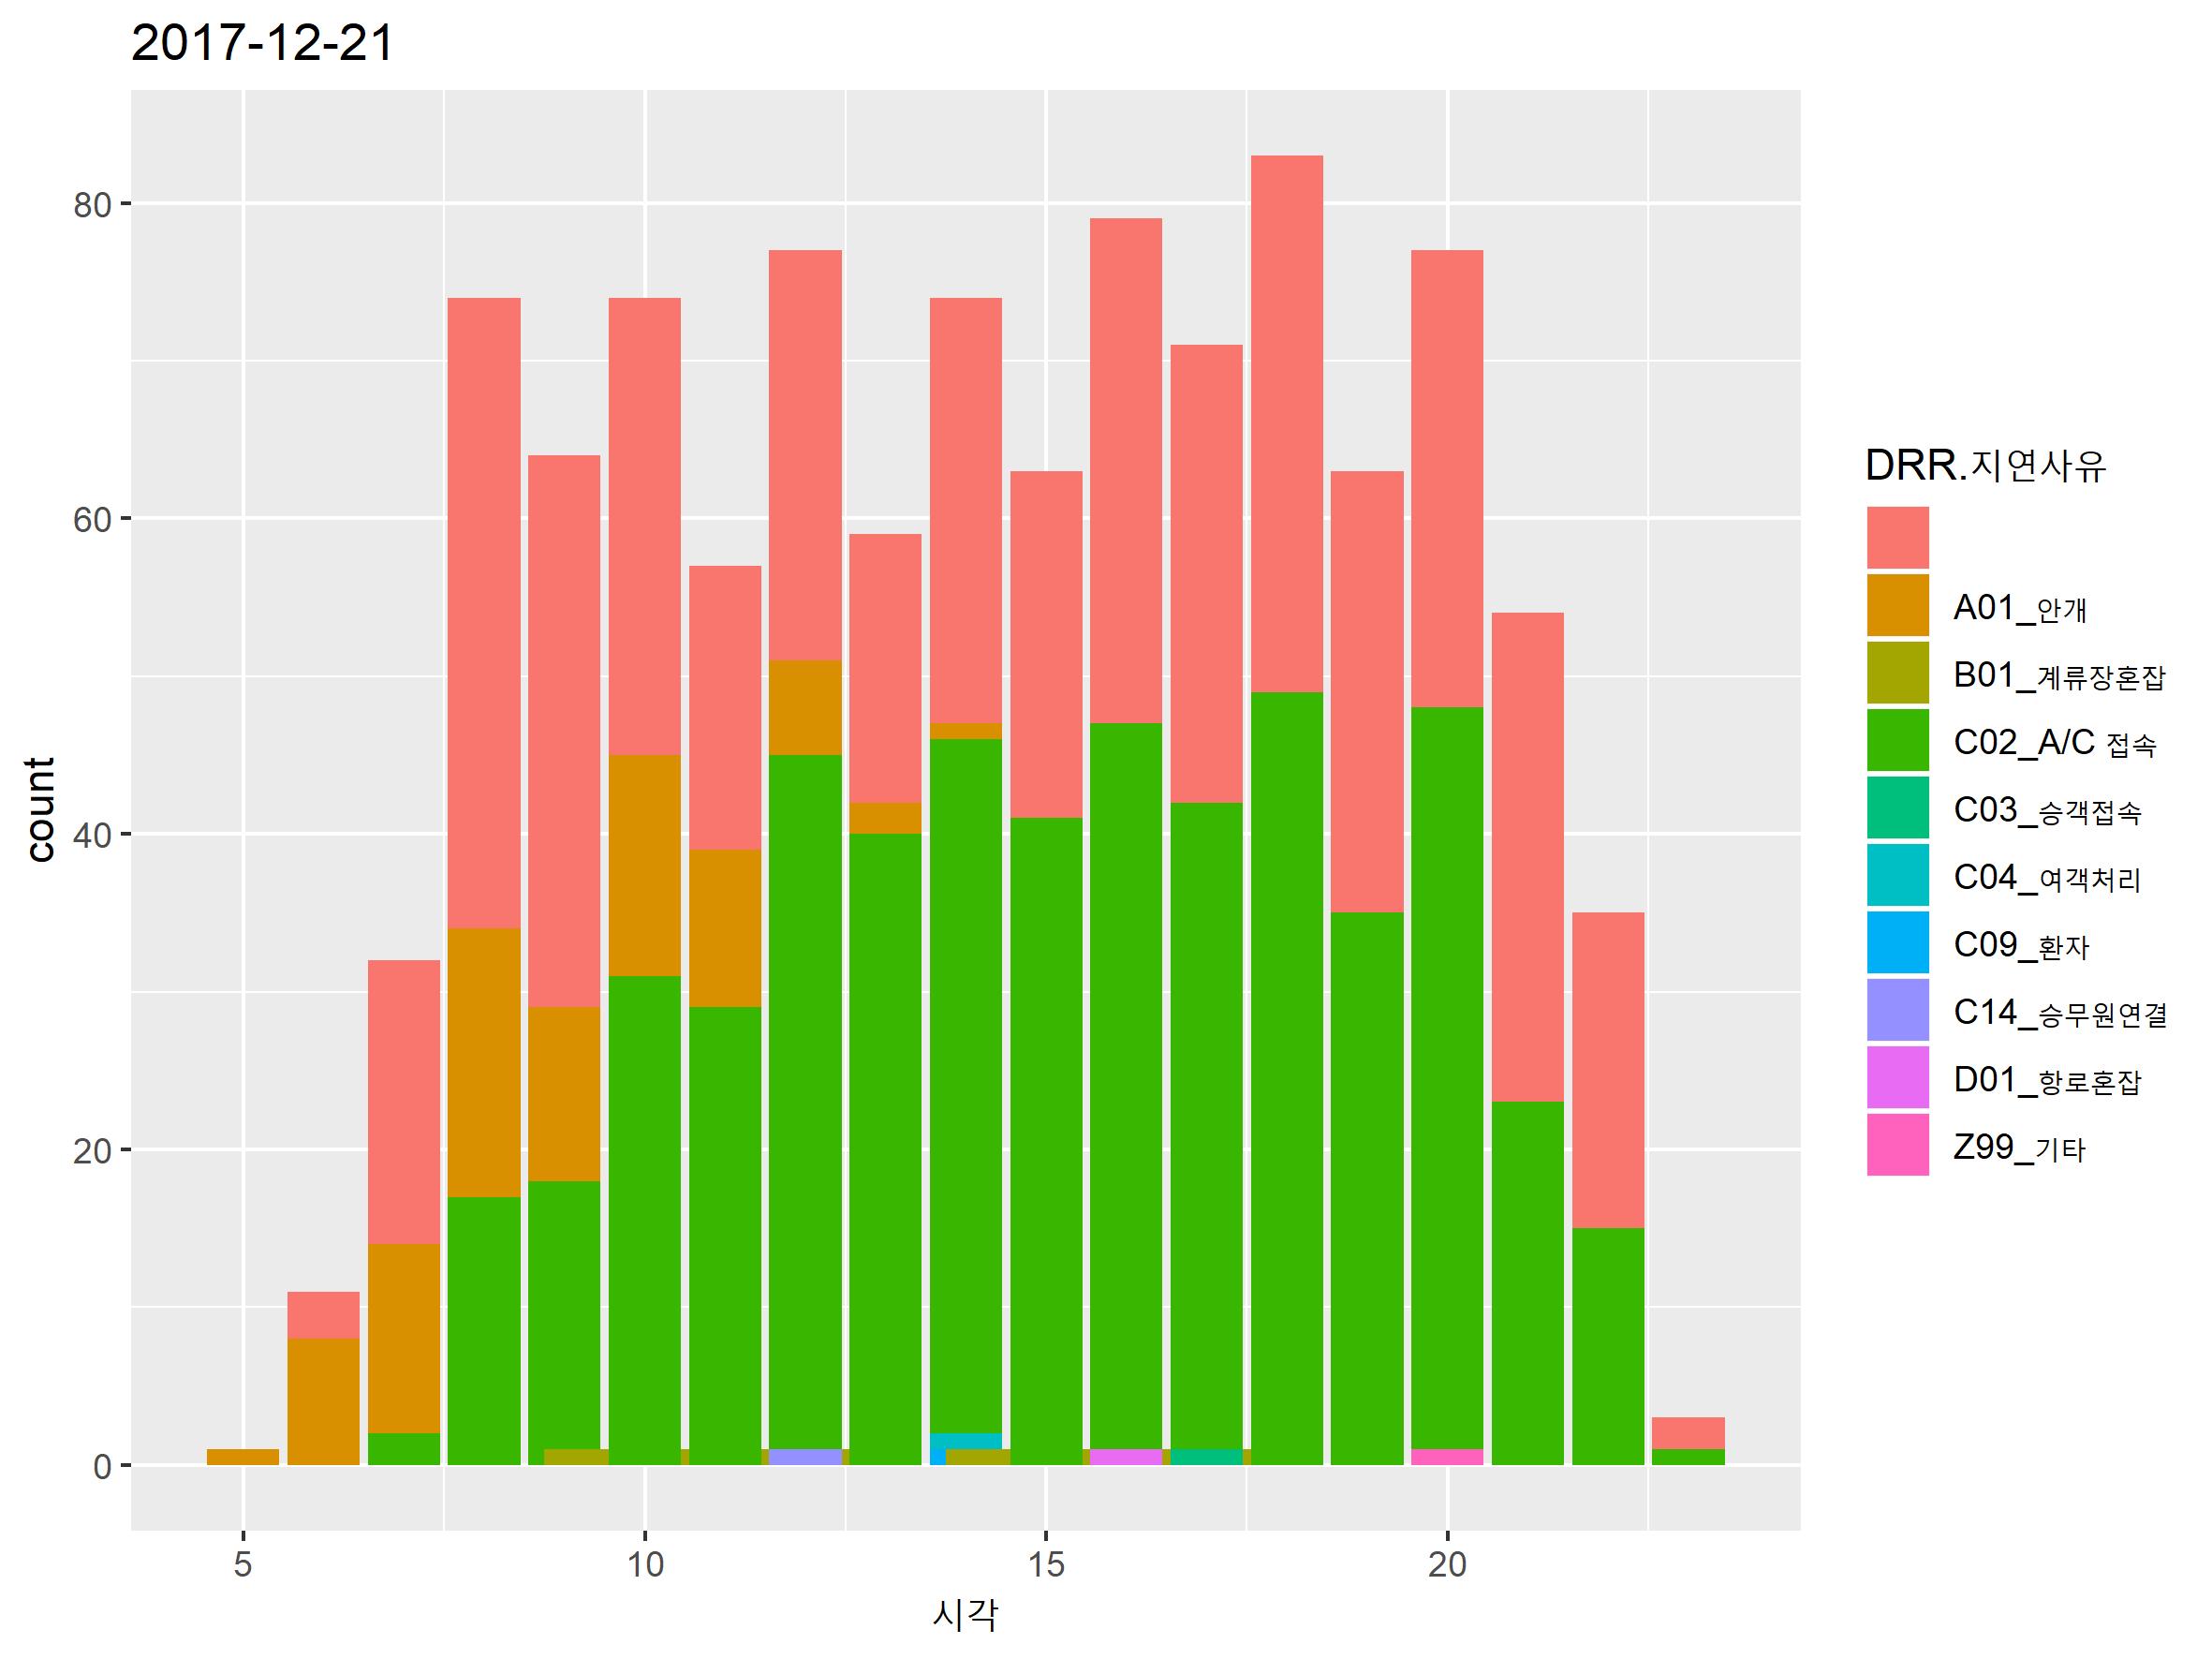 2017-12-21
80
60
40
20
0
count
5 10 15 20
시각
DRR.지연사유
A01_안개
B01_계류장혼잡
C02_A/C 접속
C03_승객접속
C04_여객처리
C09_환자
C14_승무원연결
D01_항로혼잡
Z99_기타